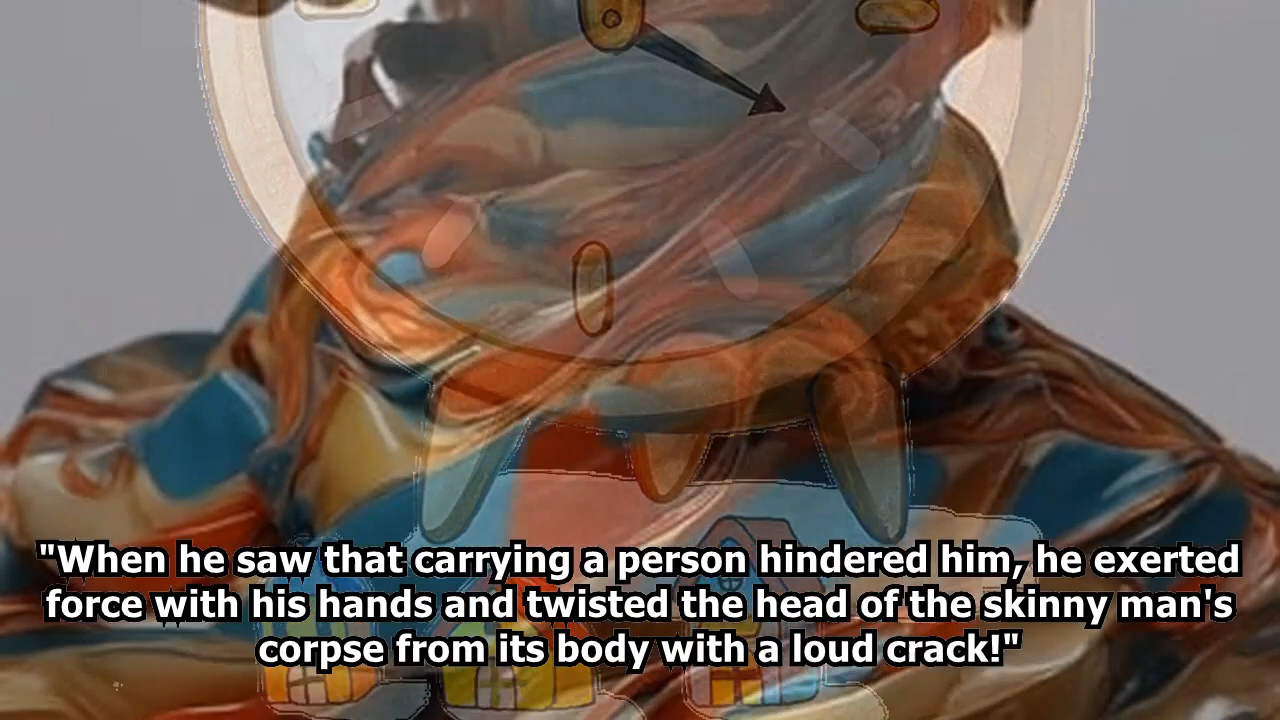 "When he saw that carrying a person hindered him, he exerted
force with his hands and twisted the head of the skinny man's
corpse from its body with a loud crack!"